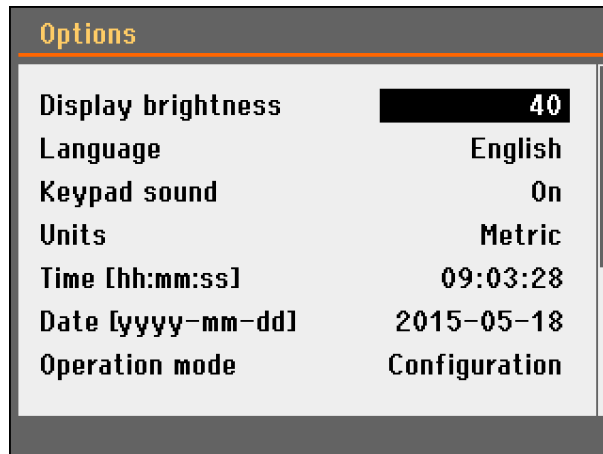 Options
Display brightness 40
Language English
Keypad sound On
Units Metric
Time [hh:mm:ss] 09:03:28
Date [yyyy-mm-dd] 2015-05-18
Operation mode Configuration